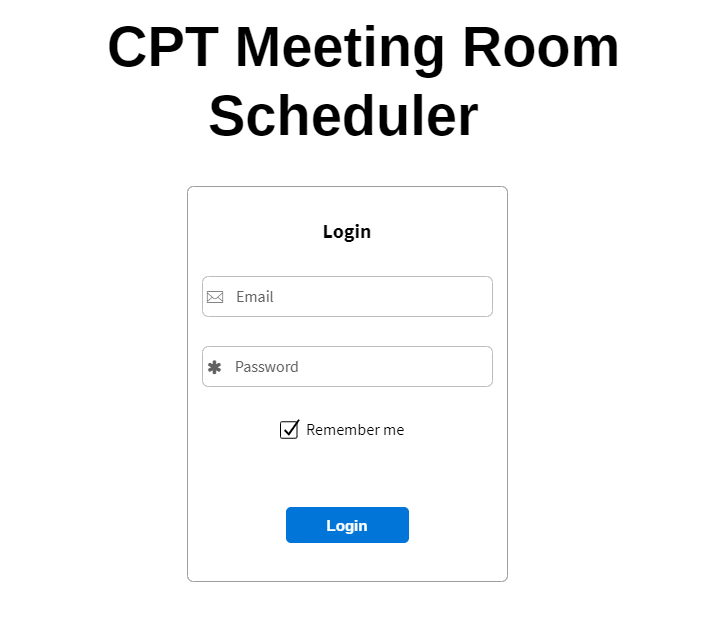 CPT Meeting Room
Scheduler
Login
Email
Password
Remember me
Login